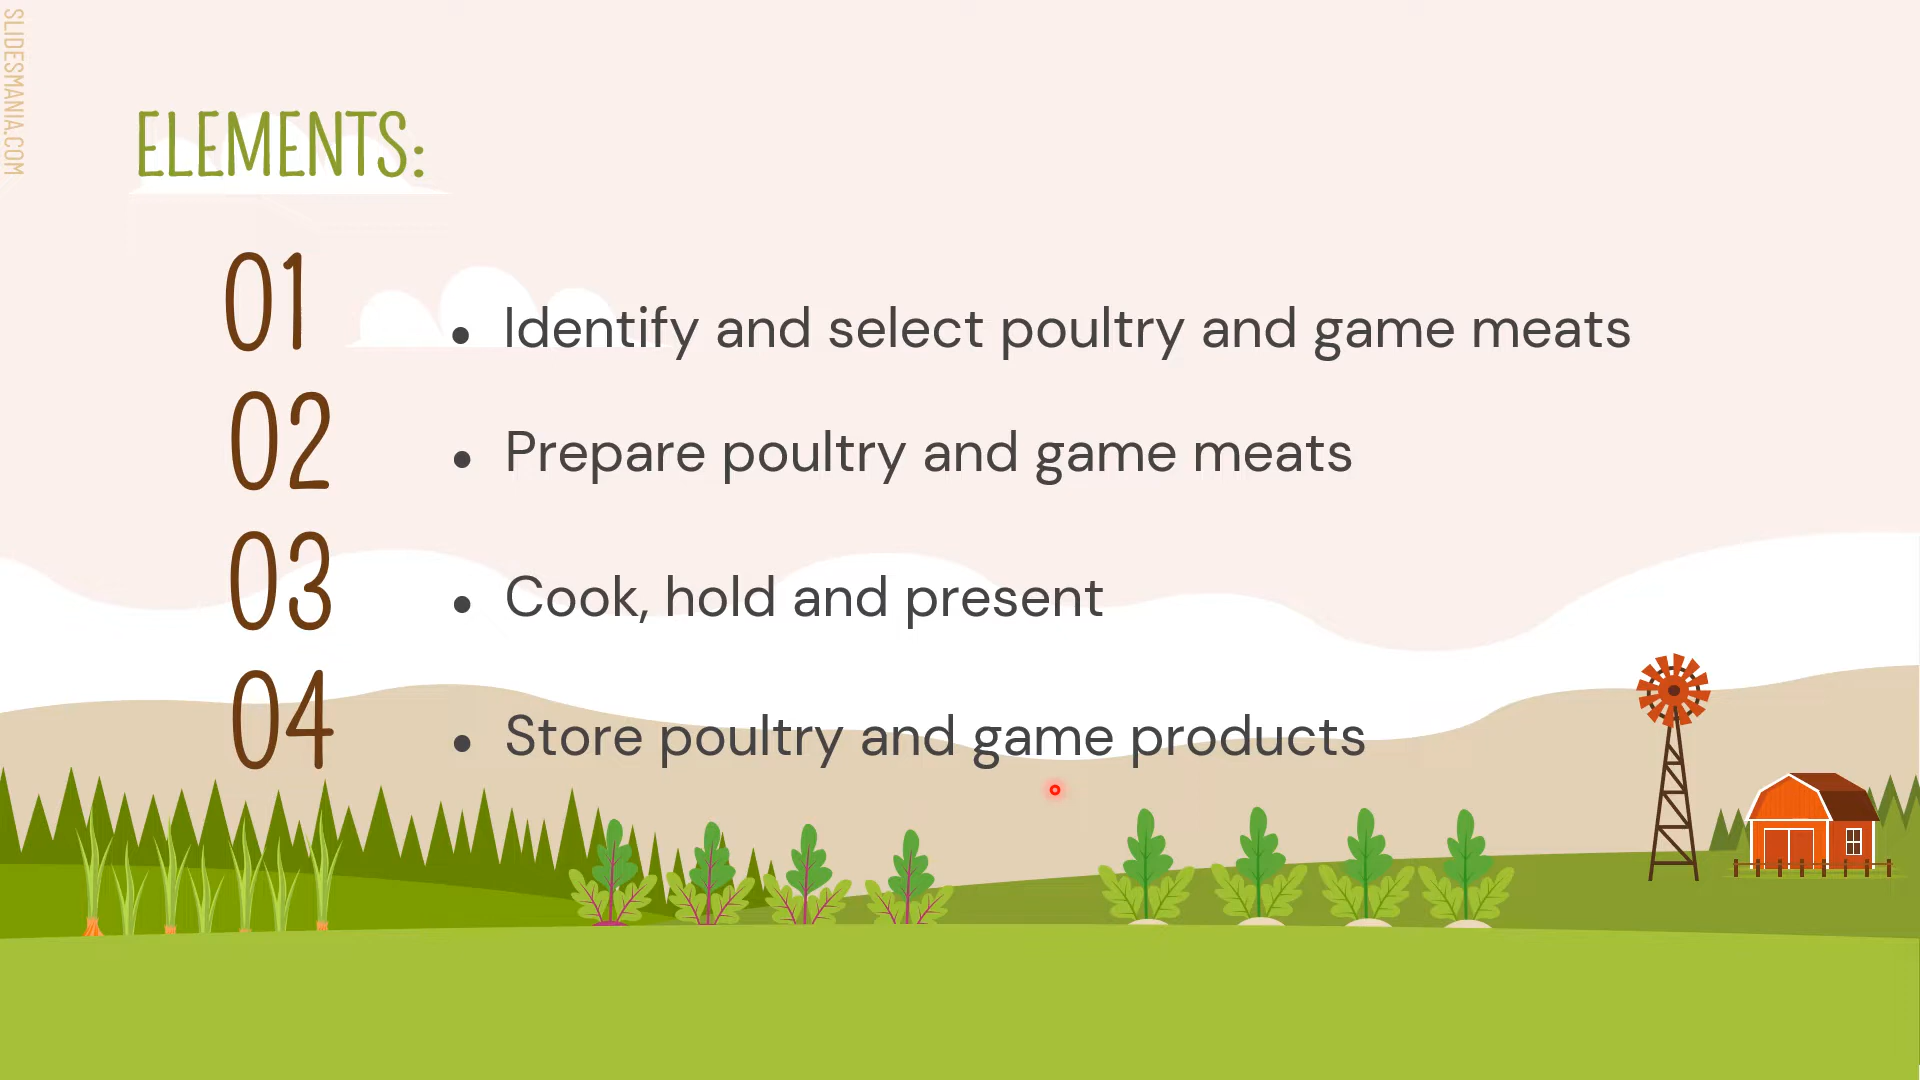 SLIDESMANIA.COM
ELEMENTS:
01
• Identify and select poultry and game meats
02
• Prepare poultry and game meats
03
• Cook, hold and present
04
• Store poultry and game products